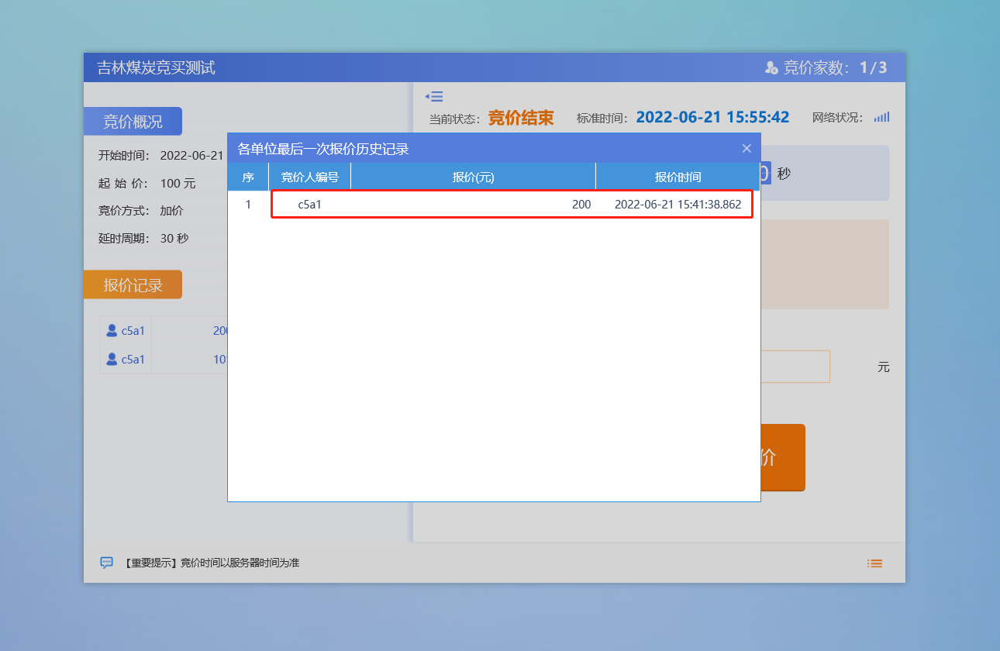 吉林煤炭竞买测试
竞价家数： 1 / 3
竞价概况
当前状态： 竞价结束 标准时间： 2022-06-21 15:55:42 网络状况：
各单位最后一次报价历史记录
开始时间： 2022-06-21
起 始 价： 100 元
竞价方式： 加价
延时周期： 30 秒
序 竞价人编号 报价(元) 报价时间
1 c5a1 200 2022-06-21 15:41:38.862
0 秒
报价记录
c5a1 200
c5a1 10
元
价
【重要提示】竞价时间以服务器时间为准